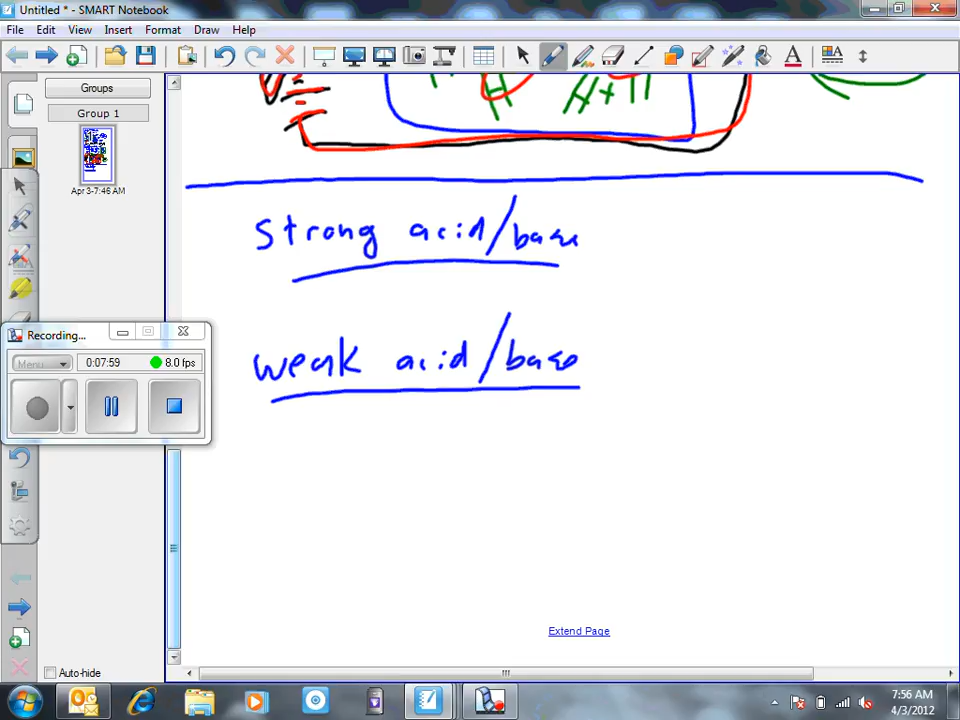 Untitled * - SMART Notebook
File Edit View Insert Format Draw Help
Groups
Group 1
Apr 3-7:46 AM
strong acid/base
weak acid/base
Recording...
Menu 0:07:59 8.0 fps
Extend Page
Auto-hide
7:56 AM
4/3/2012